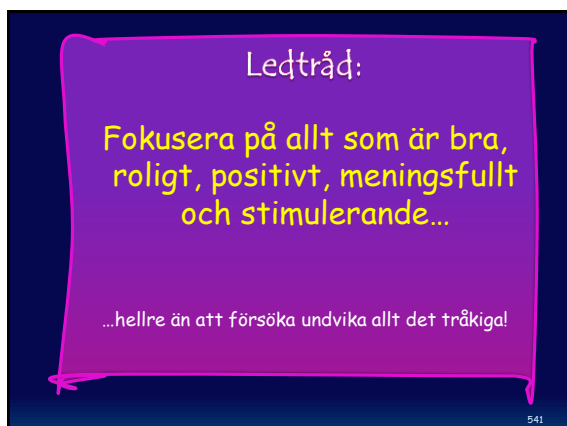 Ledtråd:
Fokusera på allt som är bra,
roligt, positivt, meningsfullt
och stimulerande…
…hellre än att försöka undvika allt det tråkiga!
541